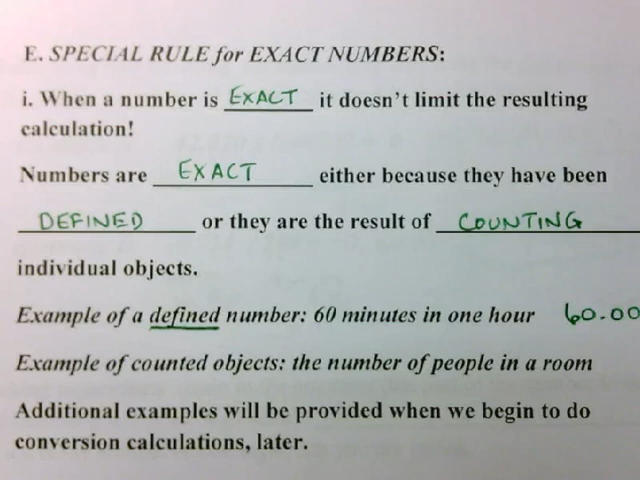 E. SPECIAL RULE for EXACT NUMBERS:
i. When a number is EXACT it doesn't limit the resulting
calculation!
Numbers are EXACT either because they have been
DEFINED or they are the result of COUNTING
individual objects.
Example of a defined number: 60 minutes in one hour 60.00
Example of counted objects: the number of people in a room
Additional examples will be provided when we begin to do
conversion calculations, later.